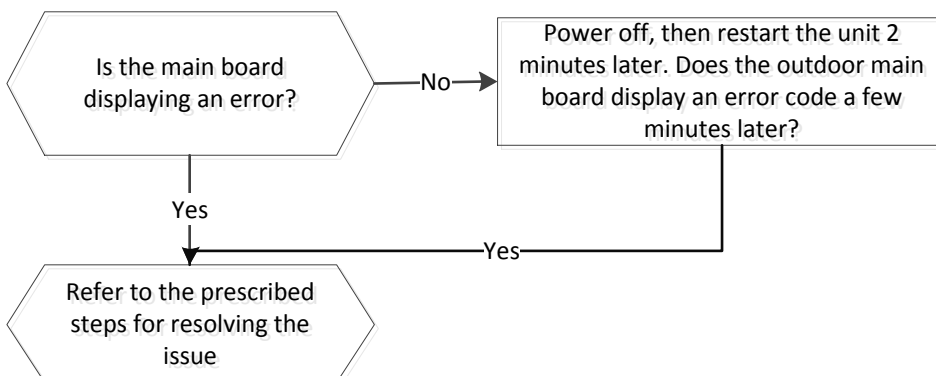 Is the main board
displaying an error?
No
Power off, then restart the unit 2
minutes later. Does the outdoor main
board display an error code a few
minutes later?
Yes
Yes
Refer to the prescribed
steps for resolving the
issue